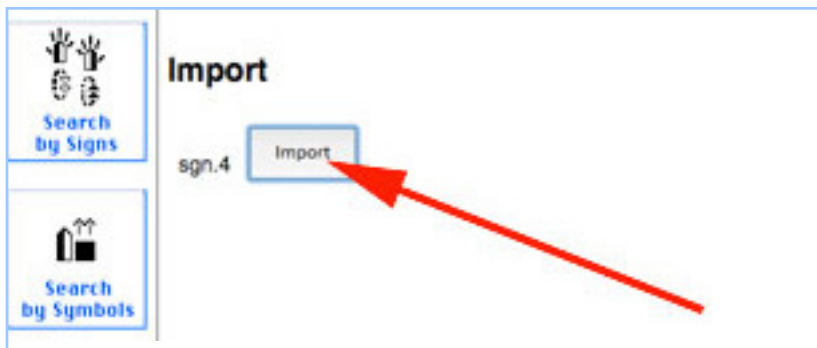 Search
by Signs
Import
sgn.4 Import
Search
by Symbols